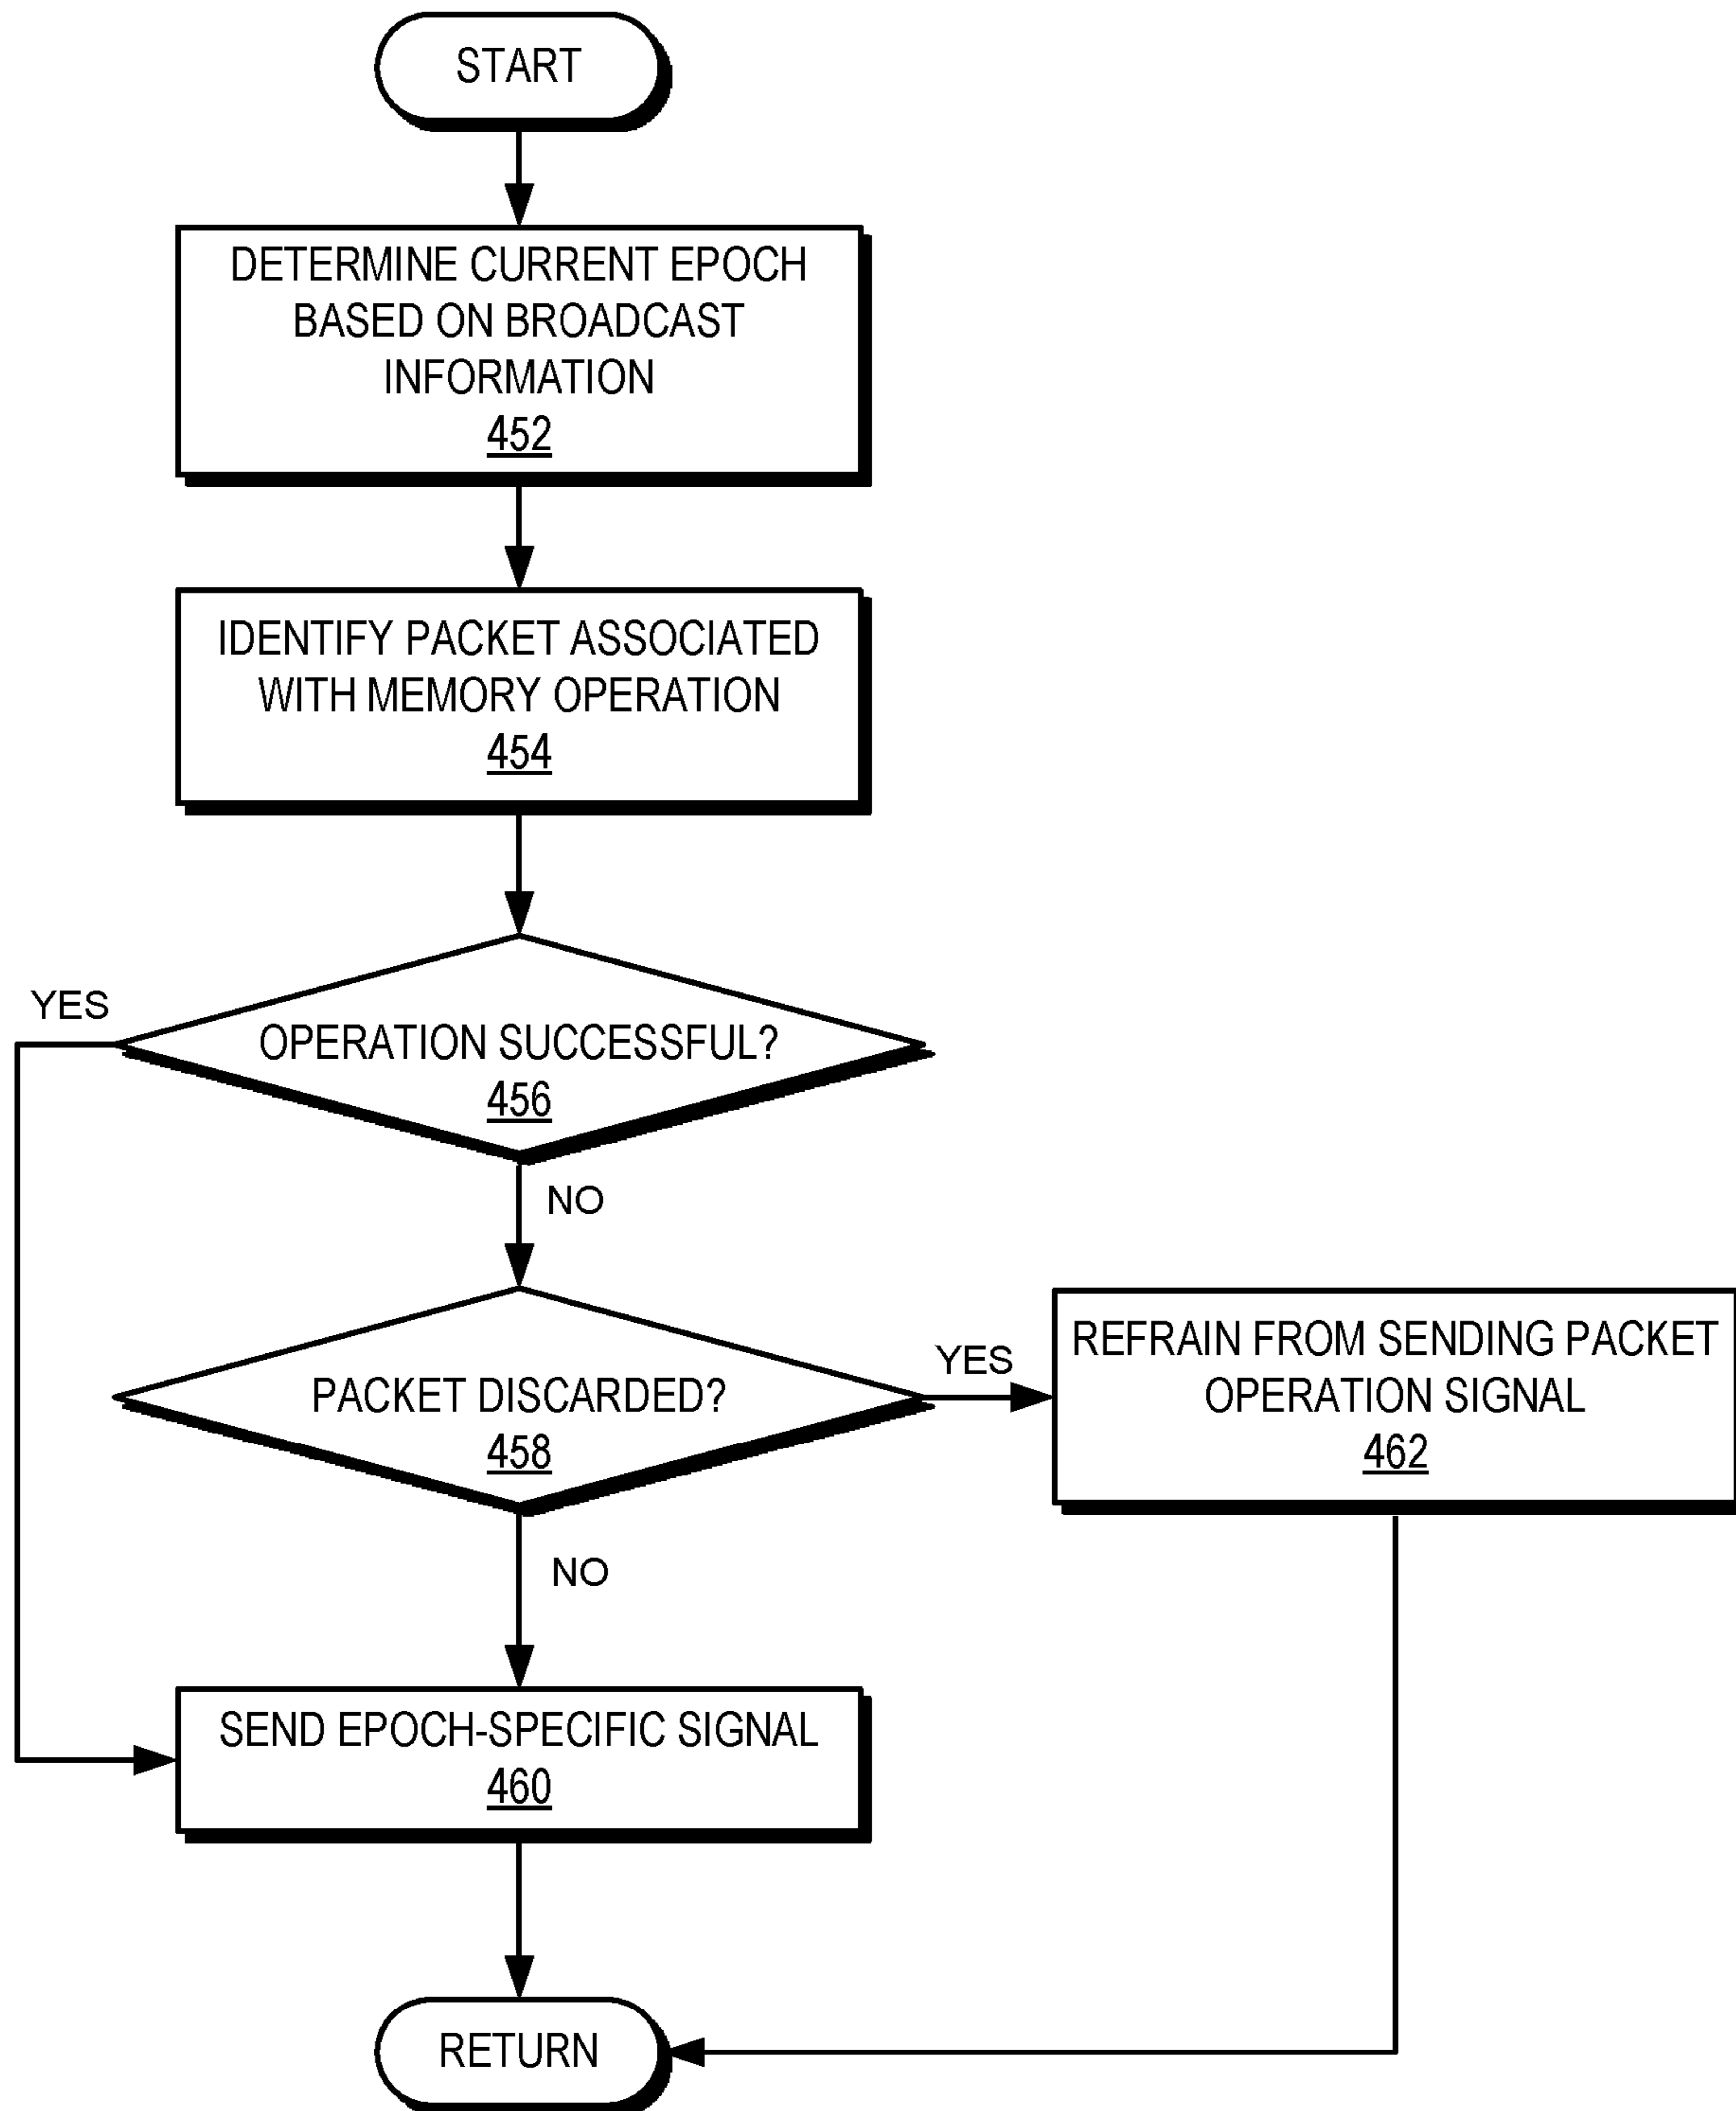 START
DETERMINE CURRENT EPOCH
BASED ON BROADCAST
INFORMATION
452
IDENTIFY PACKET ASSOCIATED
WITH MEMORY OPERATION
454
YES
OPERATION SUCCESSFUL?
456
NO
PACKET DISCARDED?
458
YES
REFRAIN FROM SENDING PACKET
OPERATION SIGNAL
462
NO
SEND EPOCH-SPECIFIC SIGNAL
460
RETURN